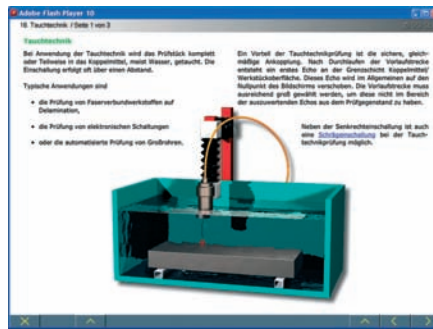 Adobe Flash Player 10
16. Tauchtechnik / Seite 1 von 3
Tauchtechnik
Bei Anwendung der Tauchtechnik wird das Prüfstück komplett
oder Teilweise in das Koppelmittel, meist Wasser, getaucht. Die
Einschallung erfolgt oft über einen Abstand.
Typische Anwendungen sind
• die Prüfung von Faserverbundwerkstoffen auf
Delamination,
• die Prüfung von elektronischen Schaltungen
• oder die automatisierte Prüfung von Großrohren.
Ein Vorteil der Tauchtechnikprüfung ist die sichere, gleich-
mäßige Ankopplung. Nach Durchlaufen der Vorlaufstrecke
entsteht ein erstes Echo an der Grenzschicht Koppelmittel/
Werkstückoberfläche. Dieses Echo wird im Allgemeinen auf den
Nullpunkt des Bildschirms verschoben. Die Vorlaufstrecke muss
ausreichend groß gewählt werden, um diese nicht im Bereich
der auszuwertenden Echos aus dem Prüfgegenstand zu haben.
Neben der Senkrechteinschallung ist auch
eine Schrägeinschallung bei der Tauch-
technikprüfung möglich.